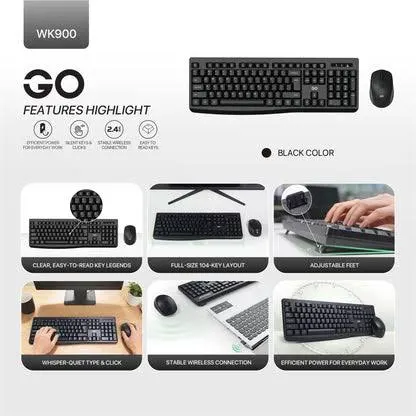 WK900
GO
FEATURES HIGHLIGHT
2.4G
EFFICIENT POWER
FOR EVERYDAY WORK
SILENT KEYS &
CLICKS
STABLE WIRELESS
CONNECTION
EASY TO
READ KEYS
GO
BLACK COLOR
CLEAR, EASY-TO-READ KEY LEGENDS
FULL-SIZE 104-KEY LAYOUT
ADJUSTABLE FEET
WHISPER-QUIET TYPE & CLICK
STABLE WIRELESS CONNECTION
EFFICIENT POWER FOR EVERYDAY WORK